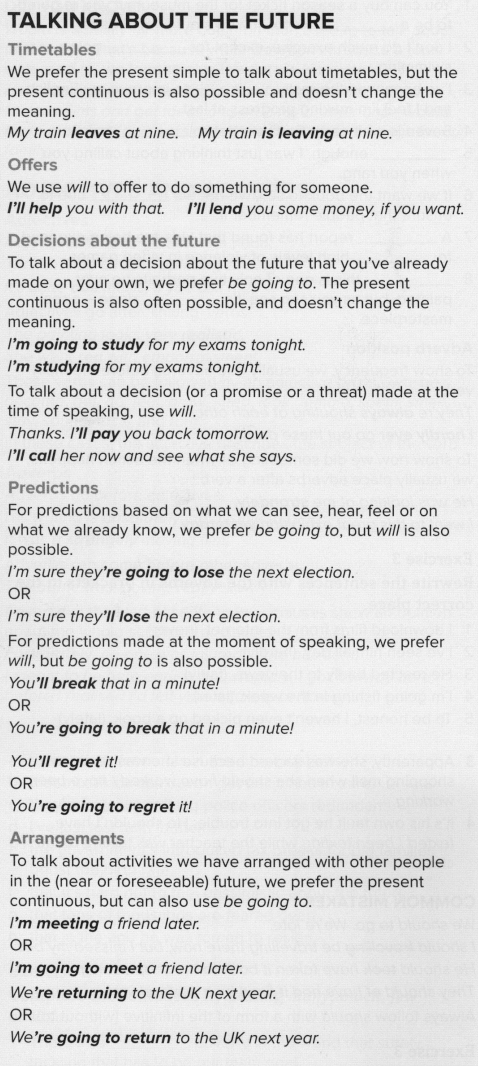 TALKING ABOUT THE FUTURE
Timetables
We prefer the present simple to talk about timetables, but the
present continuous is also possible and doesn't change the
meaning.
My train leaves at nine. My train is leaving at nine.
Offers
We use will to offer to do something for someone.
I'll help you with that. I'll lend you some money, if you want.
Decisions about the future
To talk about a decision about the future that you've already
made on your own, we prefer be going to. The present
continuous is also often possible, and doesn't change the
meaning.
I'm going to study for my exams tonight.
I'm studying for my exams tonight.
To talk about a decision (or a promise or a threat) made at the
time of speaking, use will.
Thanks. I'll pay you back tomorrow.
I'll call her now and see what she says.
Predictions
For predictions based on what we can see, hear, feel or on
what we already know, we prefer be going to, but will is also
possible.
I'm sure they're going to lose the next election.
OR
I'm sure they'll lose the next election.
For predictions made at the moment of speaking, we prefer
will, but be going to is also possible.
You'll break that in a minute!
OR
You're going to break that in a minute!
You'll regret it!
OR
You're going to regret it!
Arrangements
To talk about activities we have arranged with other people
in the (near or foreseeable) future, we prefer the present
continuous, but can also use be going to.
I'm meeting a friend later.
OR
I'm going to meet a friend later.
We're returning to the UK next year.
OR
We're going to return to the UK next year.